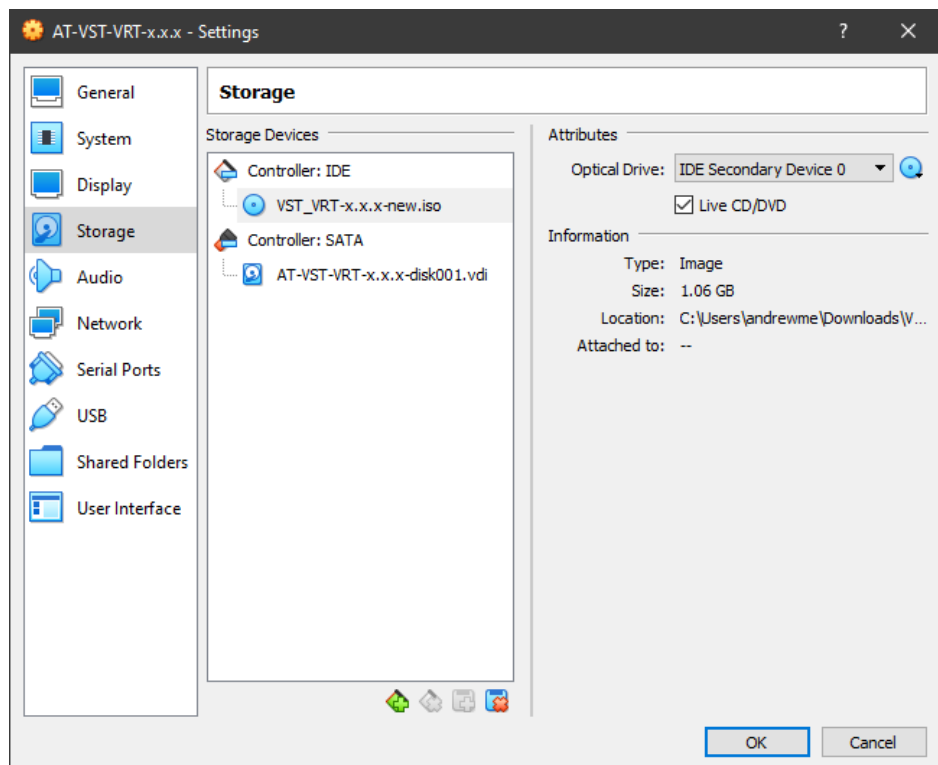 AT-VST-VRT-x.x.x - Settings
?
General
System
Display
Storage
Audio
Network
Serial Ports
USB
Shared Folders
User Interface
Storage
Storage Devices
Controller: IDE
VST_VRT-x.x.x-new.iso
Controller: SATA
AT-VST-VRT-x.x.x-disk001.vdi
Attributes
Optical Drive: IDE Secondary Device 0
Live CD/DVD
Information
Type: Image
Size: 1.06 GB
Location: C:\Users\andrewme\Downloads\V...
Attached to: --
OK Cancel